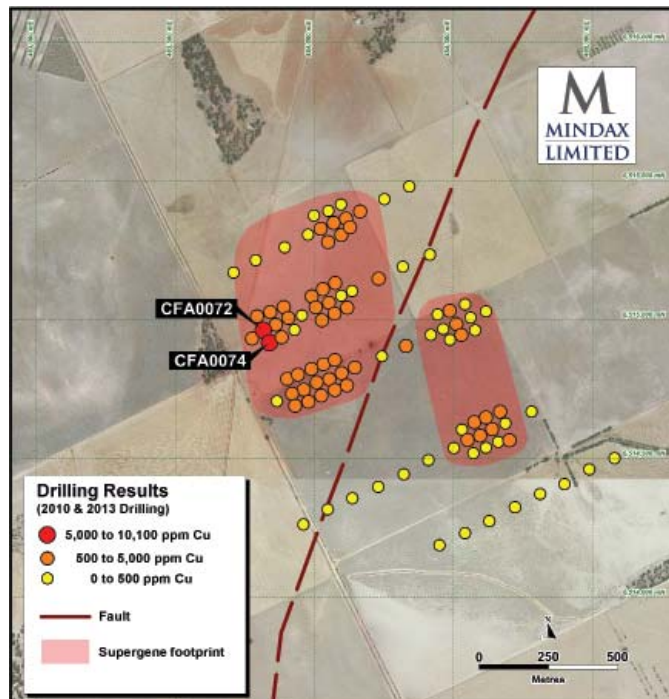 M
MINDAX
LIMITED
CFA0072
CFA0074
Drilling Results
(2010 & 2013 Drilling)
5,000 to 10,100 ppm Cu
500 to 5,000 ppm Cu
0 to 500 ppm Cu
Fault
Supergene footprint
N
0 250 500
Metres